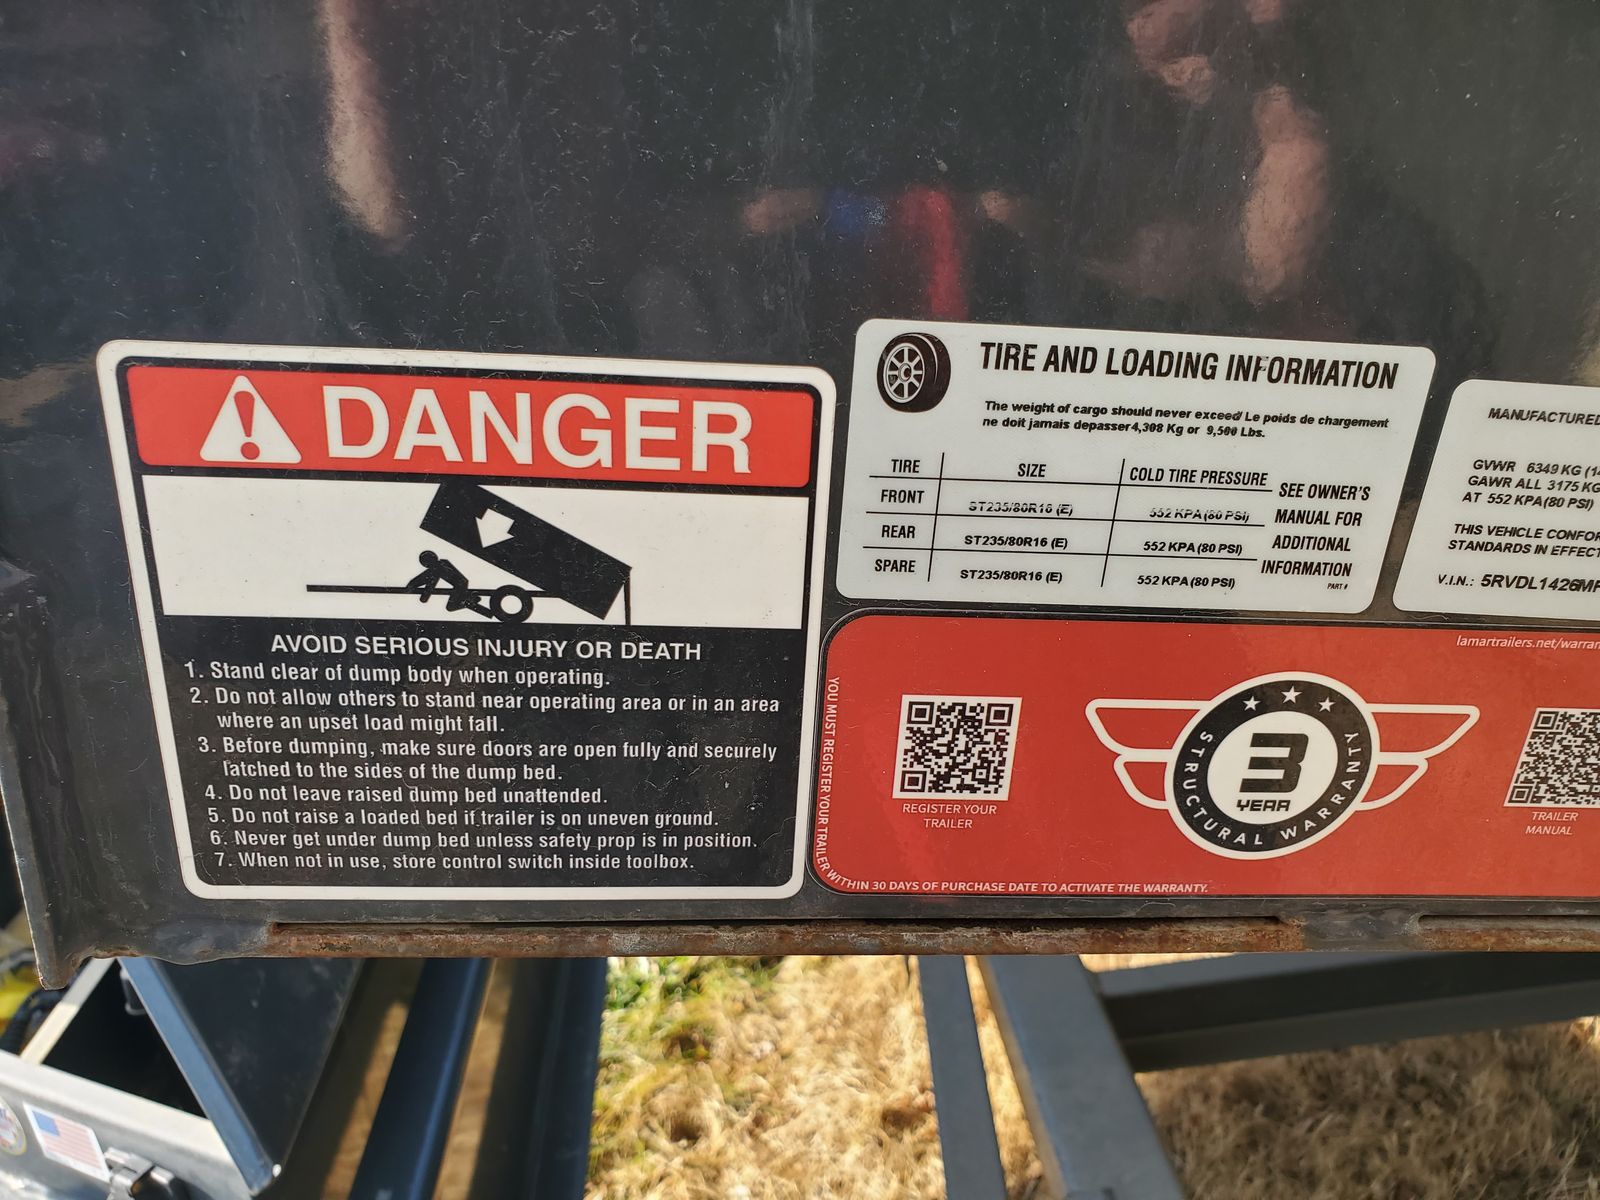 DANGER
AVOID SERIOUS INJURY OR DEATH
1. Stand clear of dump body when operating.
2. Do not allow others to stand near operating area or in an area
where an upset load might fall.
3. Before dumping, make sure doors are open fully and securely
latched to the sides of the dump bed.
4. Do not leave raised dump bed unattended.
5. Do not raise a loaded bed if trailer is on uneven ground.
6. Never get under dump bed unless safety prop is in position.
7. When not in use, store control switch inside toolbox.
TIRE AND LOADING INFORMATION
The weight of cargo should never exceed/ Le poids de chargement
ne doit jamais depasser4,308 Kg or 9,500 Lbs.
TIRE SIZE COLD TIRE PRESSURE
FRONT ST235/80R16 (E) 552 KPA (80 PSI)
REAR ST235/80R16 (E) 552 KPA (80 PSI)
SPARE ST235/80R16 (E) 552 KPA (80 PSI)
SEE OWNER'S
MANUAL FOR
ADDITIONAL
INFORMATION
PART #
MANUFACTURED
GVWR 6349 KG (14
GAWR ALL 3175 KG
AT 552 KPA (80 PSI)
THIS VEHICLE CONFOR
STANDARDS IN EFFECT
V.I.N.: 5RVDL1426MP
lamartrailers.net/warran
YOU MUST REGISTER YOUR TRAILER WITHIN 30 DAYS OF PURCHASE DATE TO ACTIVATE THE WARRANTY.
REGISTER YOUR
TRAILER
3
YEAR
STRUCTURAL WARRANTY
TRAILER
MANUAL